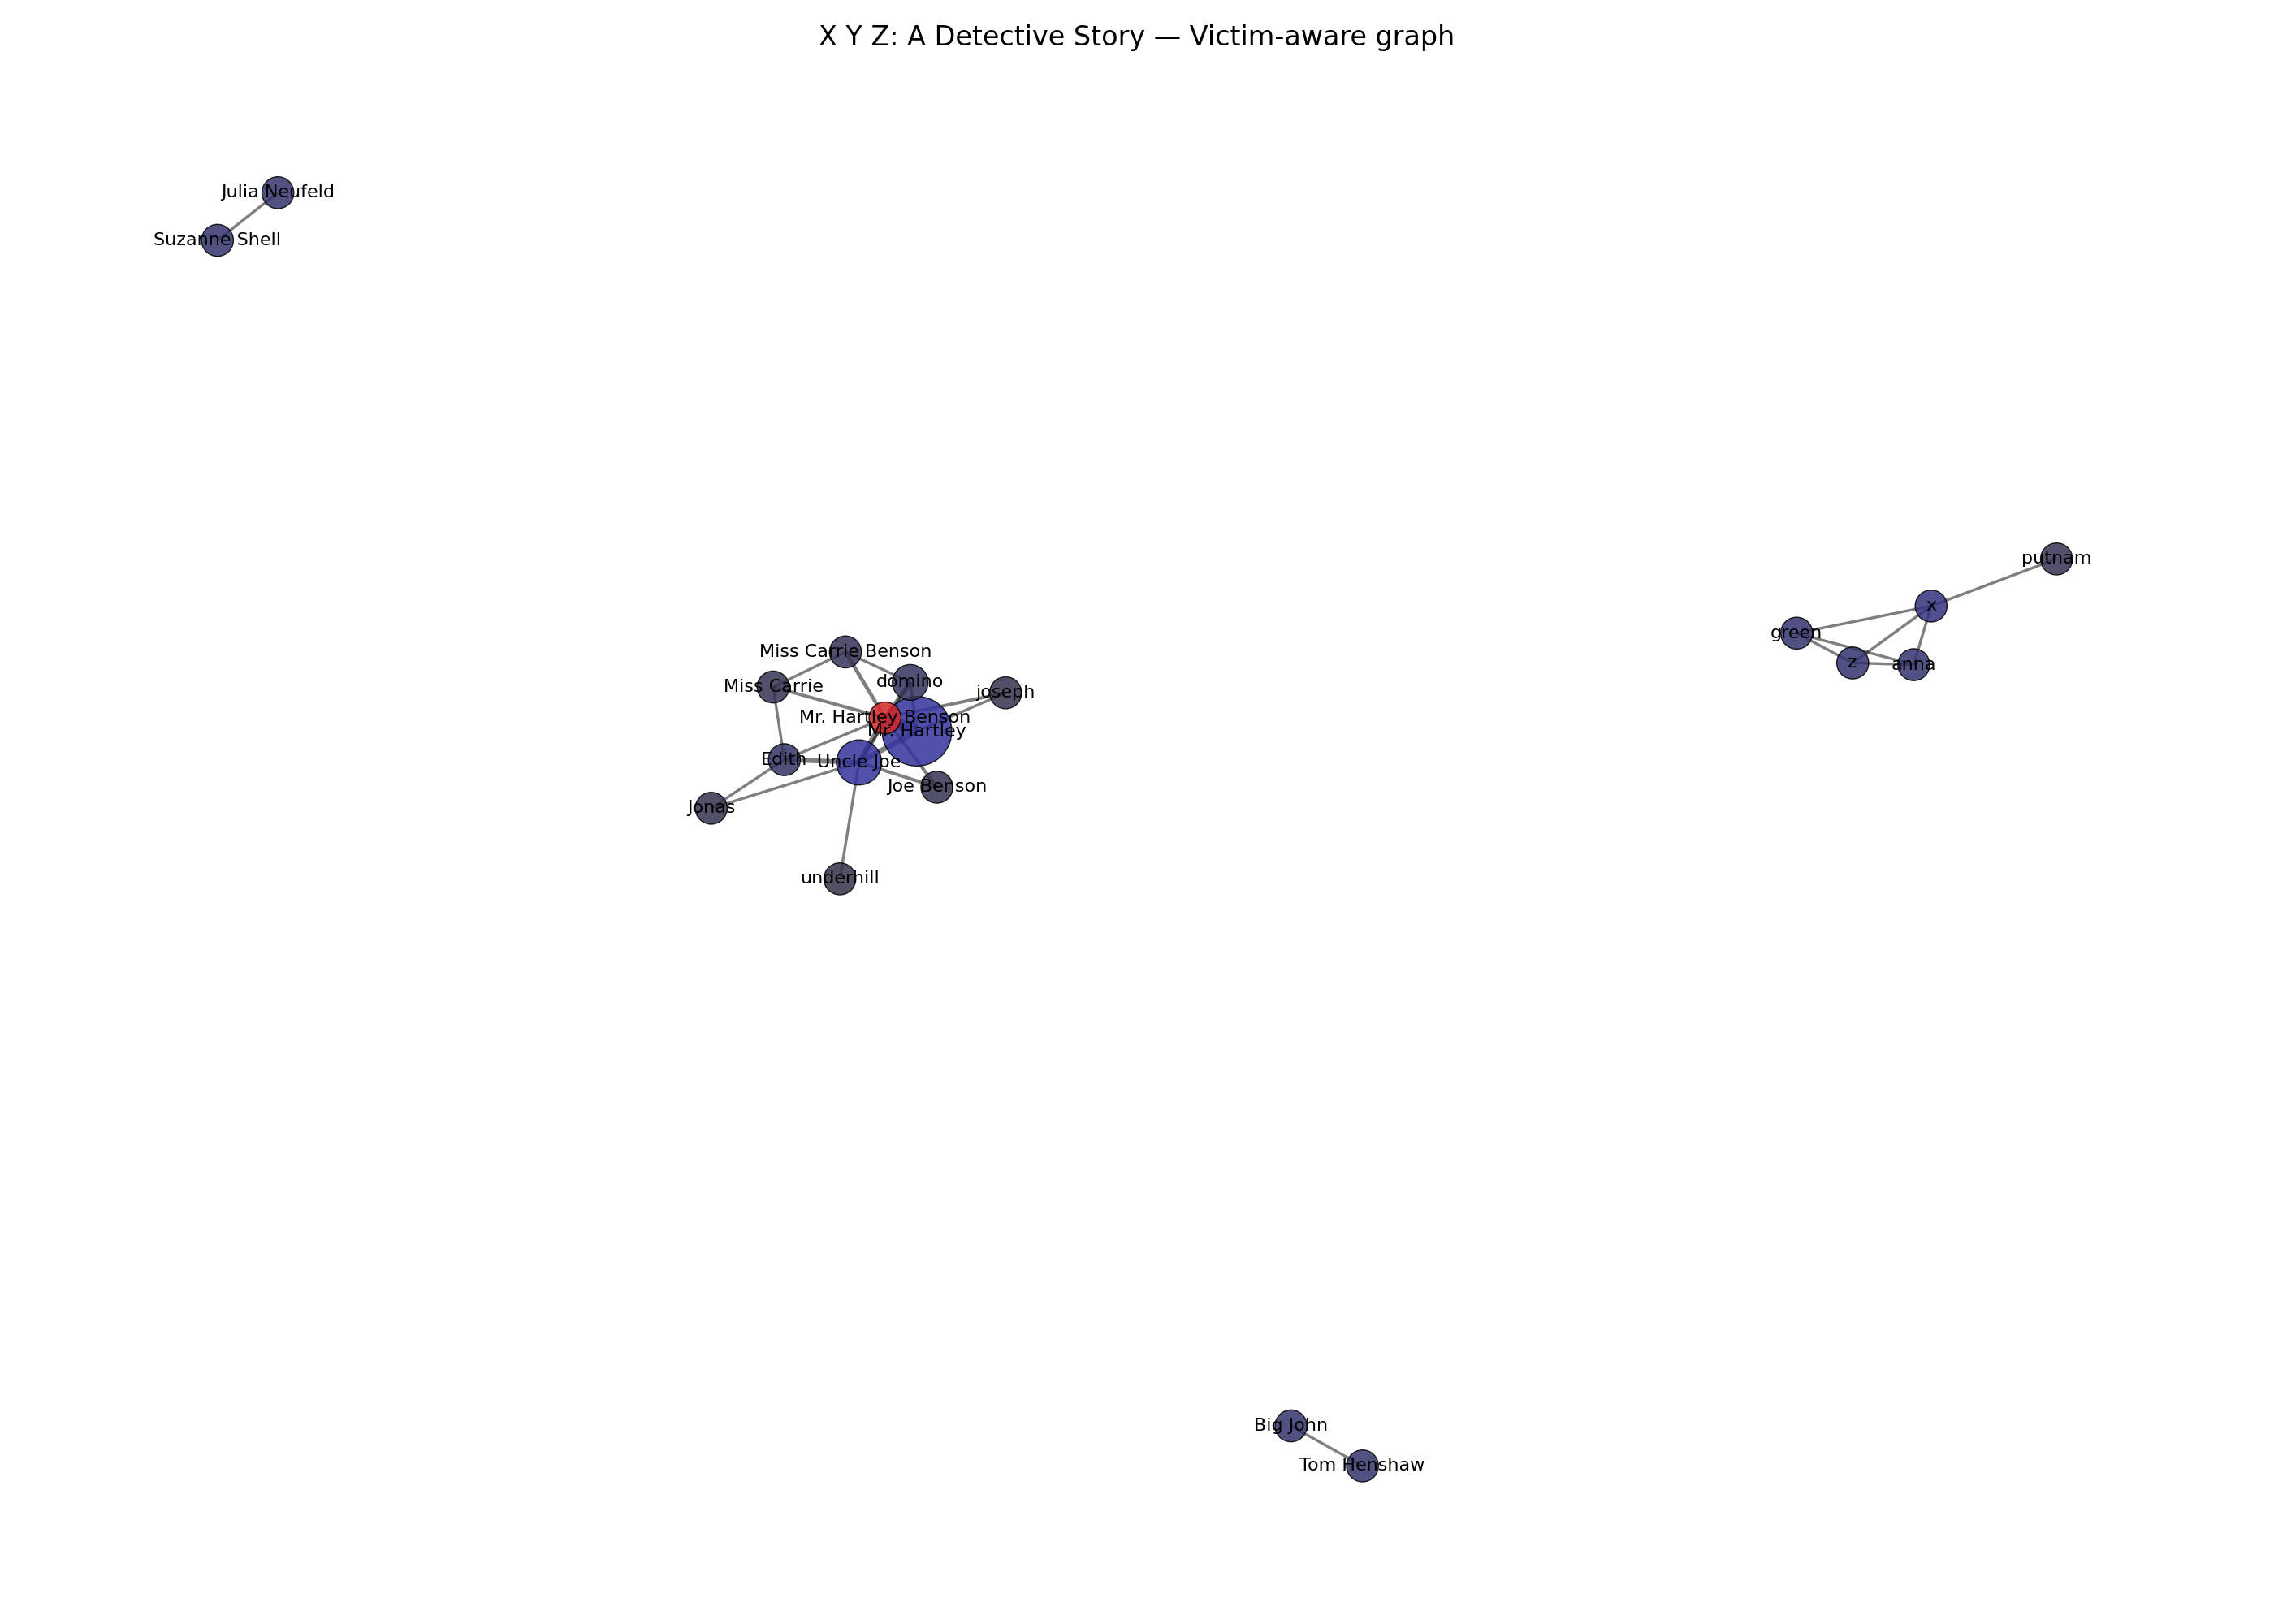 X Y Z: A Detective Story — Victim-aware graph
Julia Neufeld
Suzanne Shell
putnam
x
green
z
anna
Miss Carrie Benson
domino
Miss Carrie
joseph
Mr. Hartley Benson
Mr. Hartley
Edith
Uncle Joe
Joe Benson
Jonas
underhill
Big John
Tom Henshaw